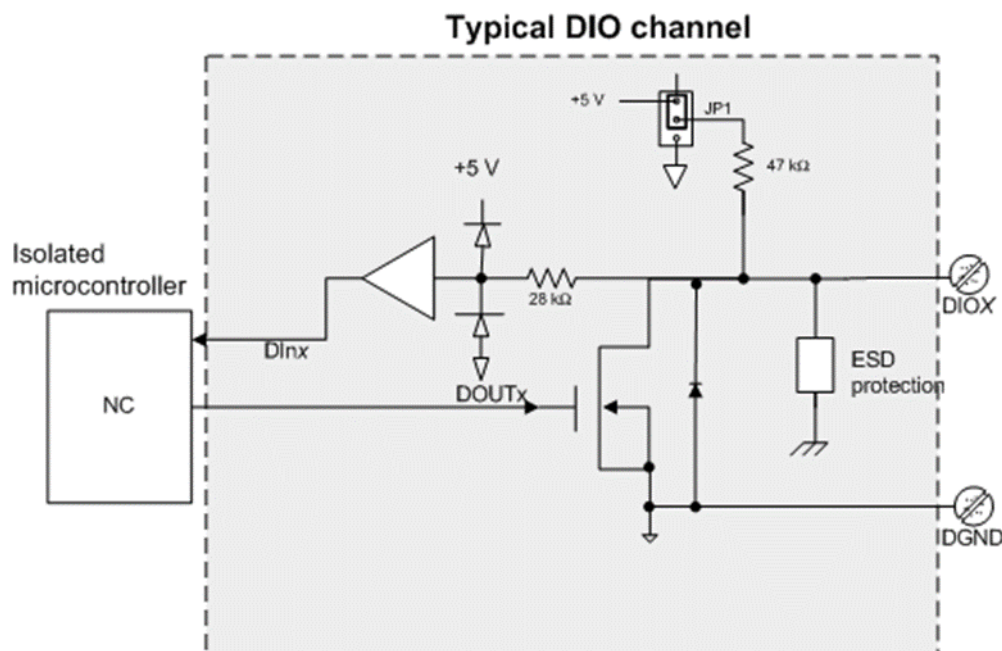 Typical DIO channel
+5 V
JP1
47 kΩ
+5 V
Isolated
microcontroller
28 kΩ
DIOX
DInx
ESD
protection
NC
DOUTx
IDGND